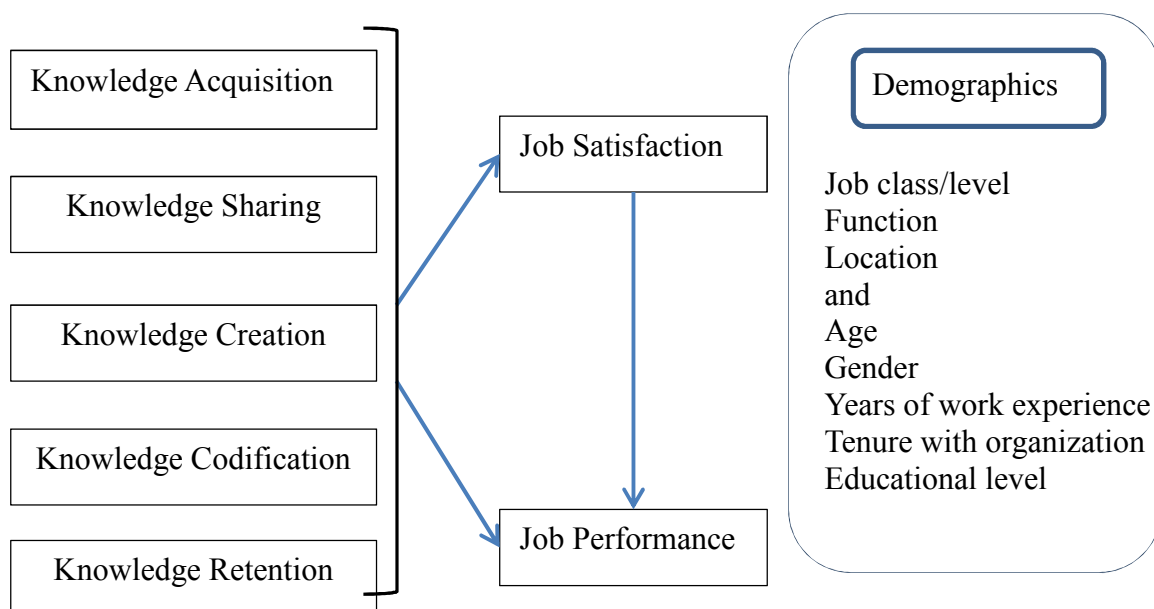 Knowledge Acquisition
Knowledge Sharing
Knowledge Creation
Knowledge Codification
Knowledge Retention
Job Satisfaction
Job Performance
Demographics
Job class/level
Function
Location
and
Age
Gender
Years of work experience
Tenure with organization
Educational level